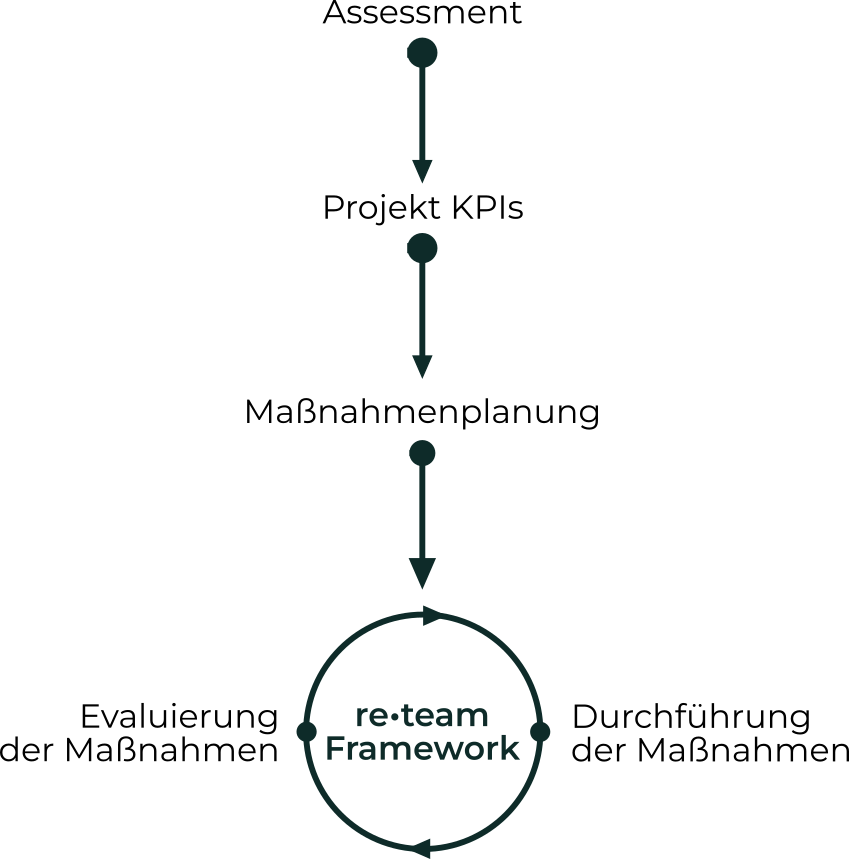 Assessment
Projekt KPIs
Maßnahmenplanung
Evaluierung
der Maßnahmen
re•team
Framework
Durchführung
der Maßnahmen